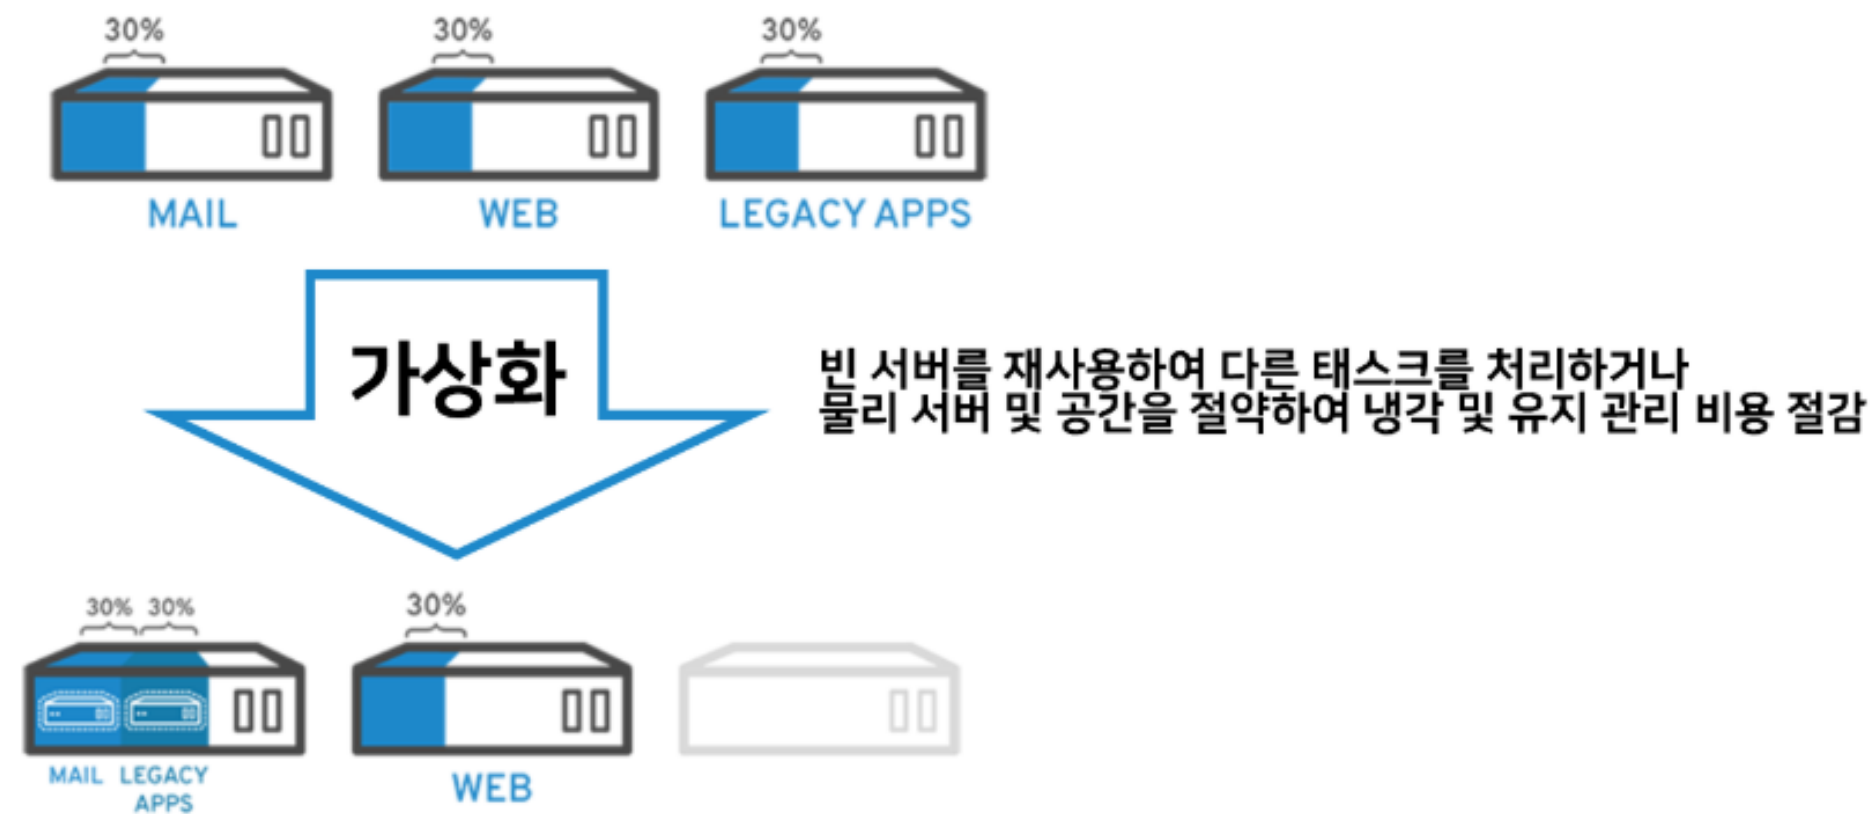 30% 30% 30%
MAIL WEB LEGACY APPS
가상화
빈 서버를 재사용하여 다른 태스크를 처리하거나
물리 서버 및 공간을 절약하여 냉각 및 유지 관리 비용 절감
30% 30% 30%
MAIL LEGACY
APPS
WEB